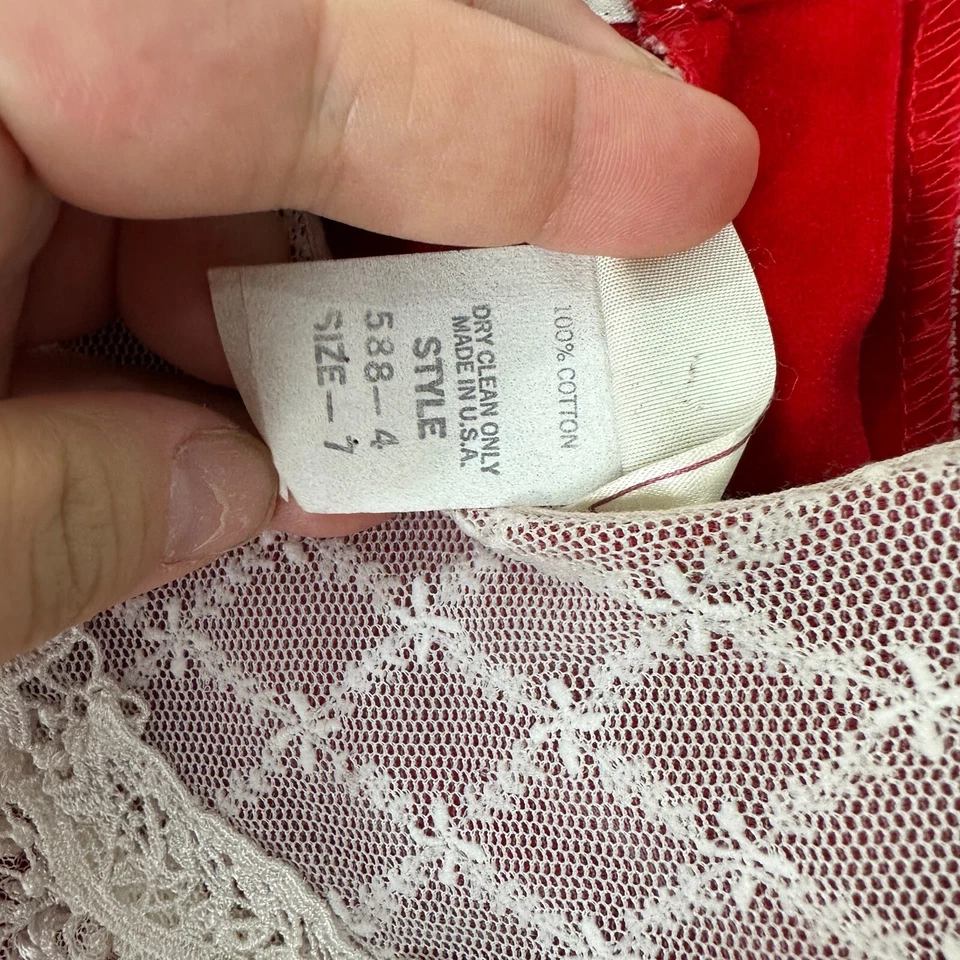 100% COTTON
DRY CLEAN ONLY
MADE IN U.S.A.
STYLE
588-4
SIZE-7